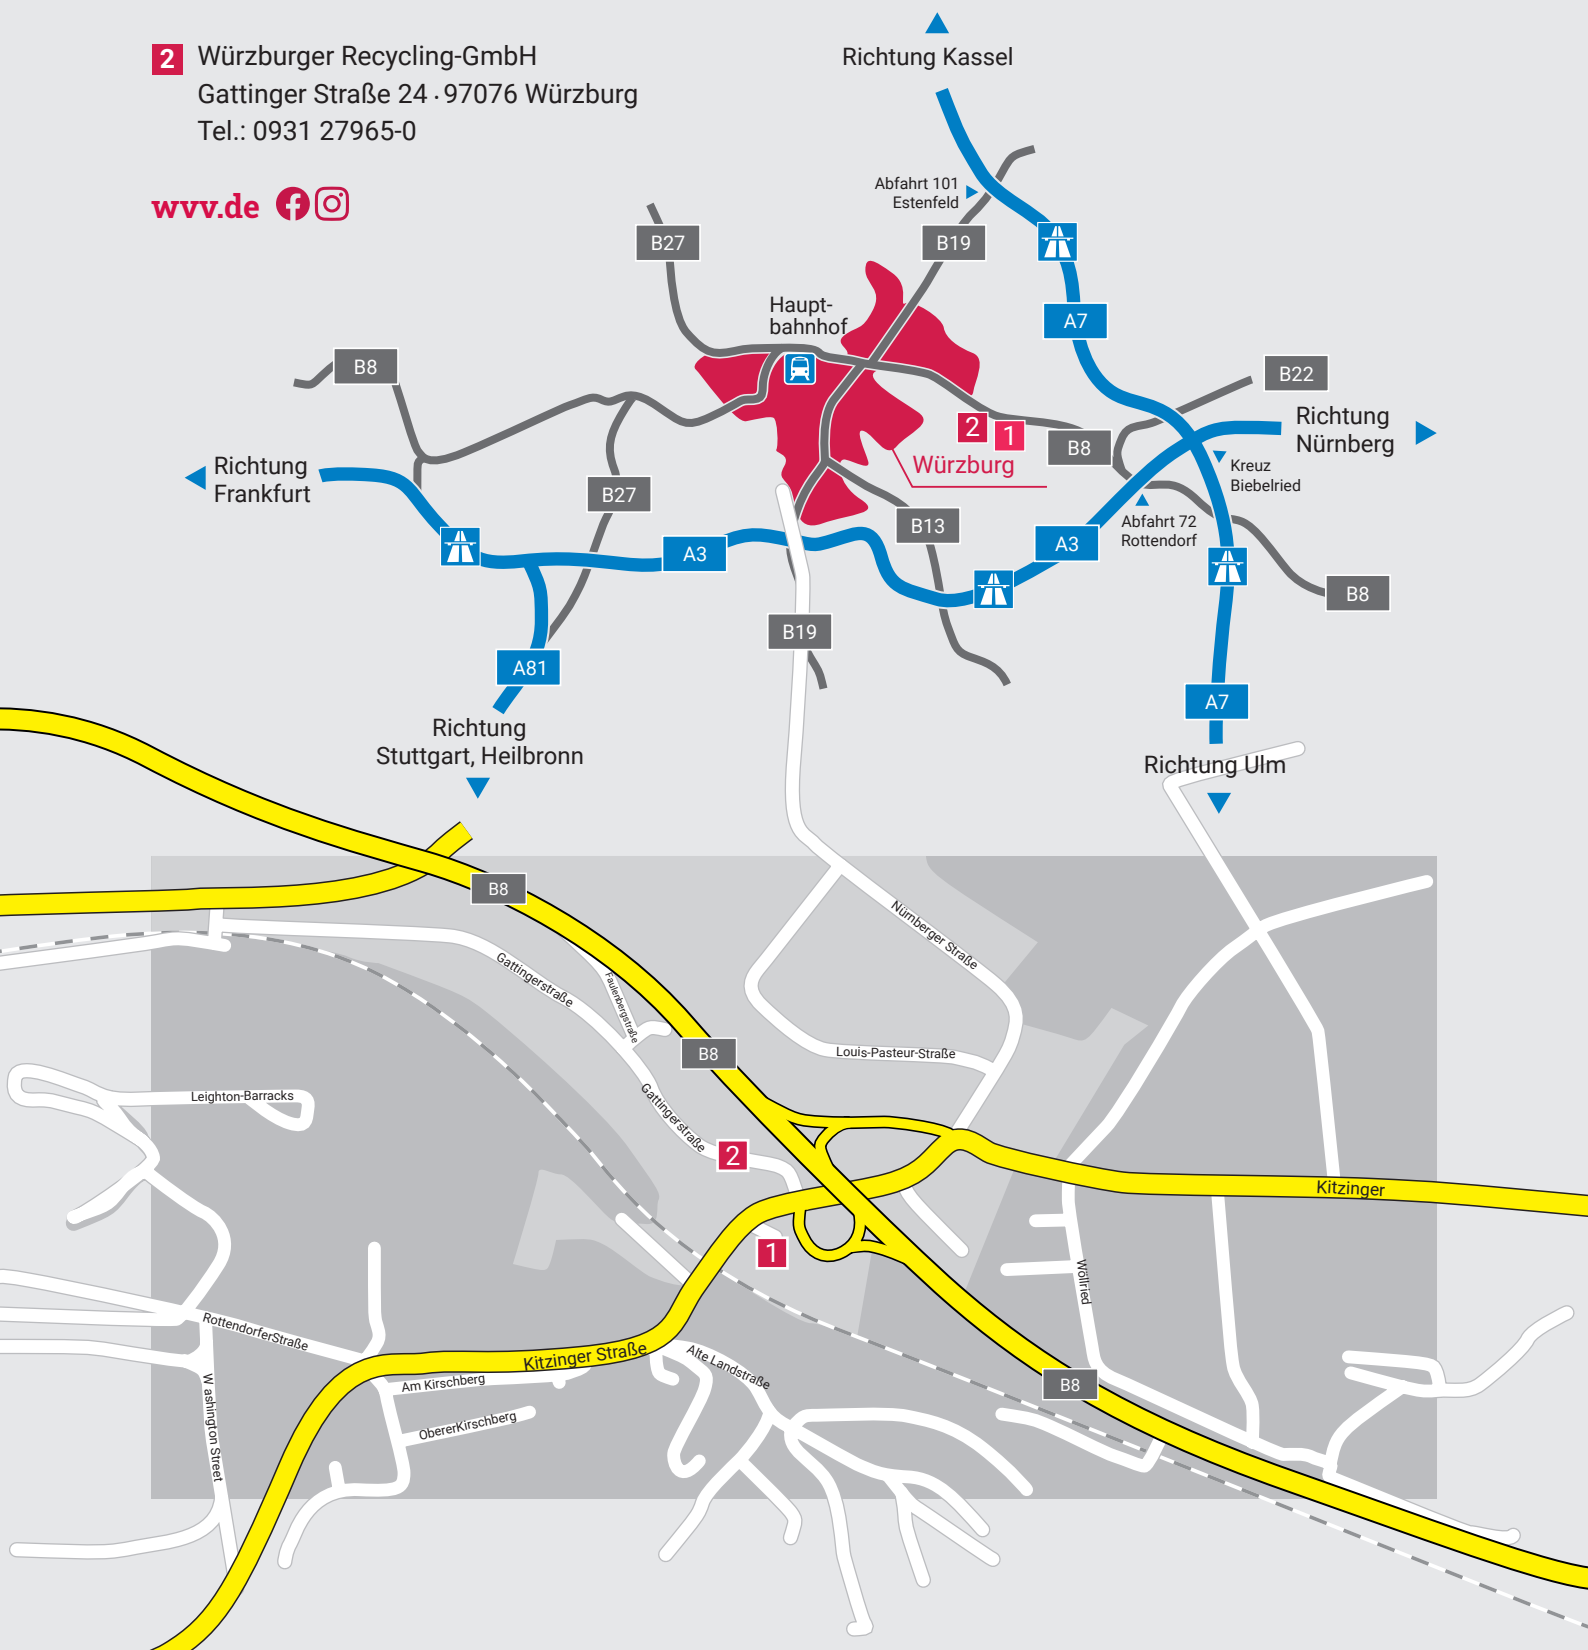 2 Würzburger Recycling-GmbH
Gattinger Straße 24 · 97076 Würzburg
Tel.: 0931 27965-0
wvv.de
Richtung Kassel
Abfahrt 101
Estenfeld
B27
B19
A7
Haupt-
bahnhof
B8
B22
Richtung
Nürnberg
2
1
B8
Würzburg
Kreuz
Biebelried
Richtung
Frankfurt
B27
B13
Abfahrt 72
Rottendorf
A3
A3
B8
B19
A81
A7
Richtung
Stuttgart, Heilbronn
Richtung Ulm
B8
Nürnberger Straße
Gattingerstraße
Faulenbergstraße
B8
Louis-Pasteur-Straße
Leighton-Barracks
Gattingerstraße
2
Kitzinger
1
Wöllried
RottendorferStraße
Kitzinger Straße
Alte Landstraße
Am Kirschberg
B8
W ashington Street
ObererKirschberg